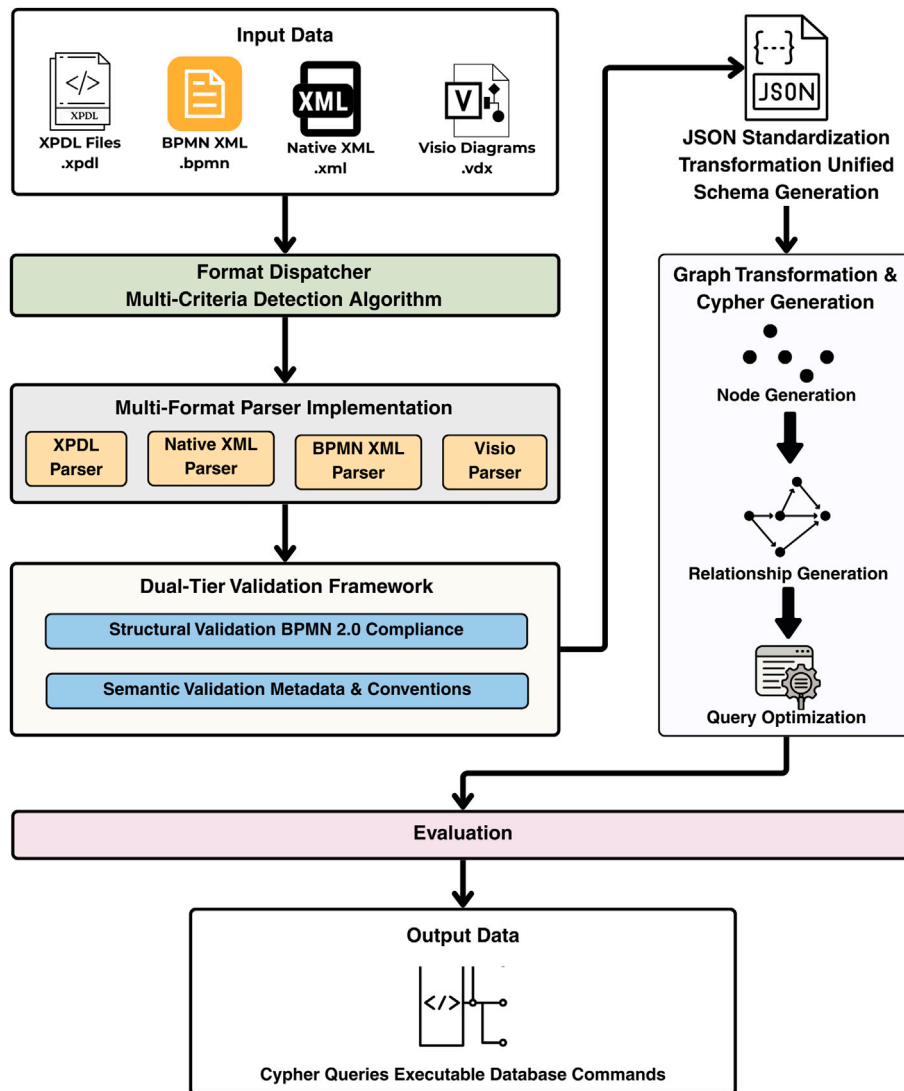 Input Data
</>
XPDL
XPDL Files
.xpdl
BPMN XML
.bpmn
XML
Native XML
.xml
V
Visio Diagrams
.vdx
Format Dispatcher
Multi-Criteria Detection Algorithm
Multi-Format Parser Implementation
XPDL
Parser
Native XML
Parser
BPMN XML
Parser
Visio
Parser
Dual-Tier Validation Framework
Structural Validation BPMN 2.0 Compliance
Semantic Validation Metadata & Conventions
{---}
JSON
JSON Standardization
Transformation Unified
Schema Generation
Graph Transformation &
Cypher Generation
Node Generation
Relationship Generation
Query Optimization
Evaluation
Output Data
</>
Cypher Queries Executable Database Commands